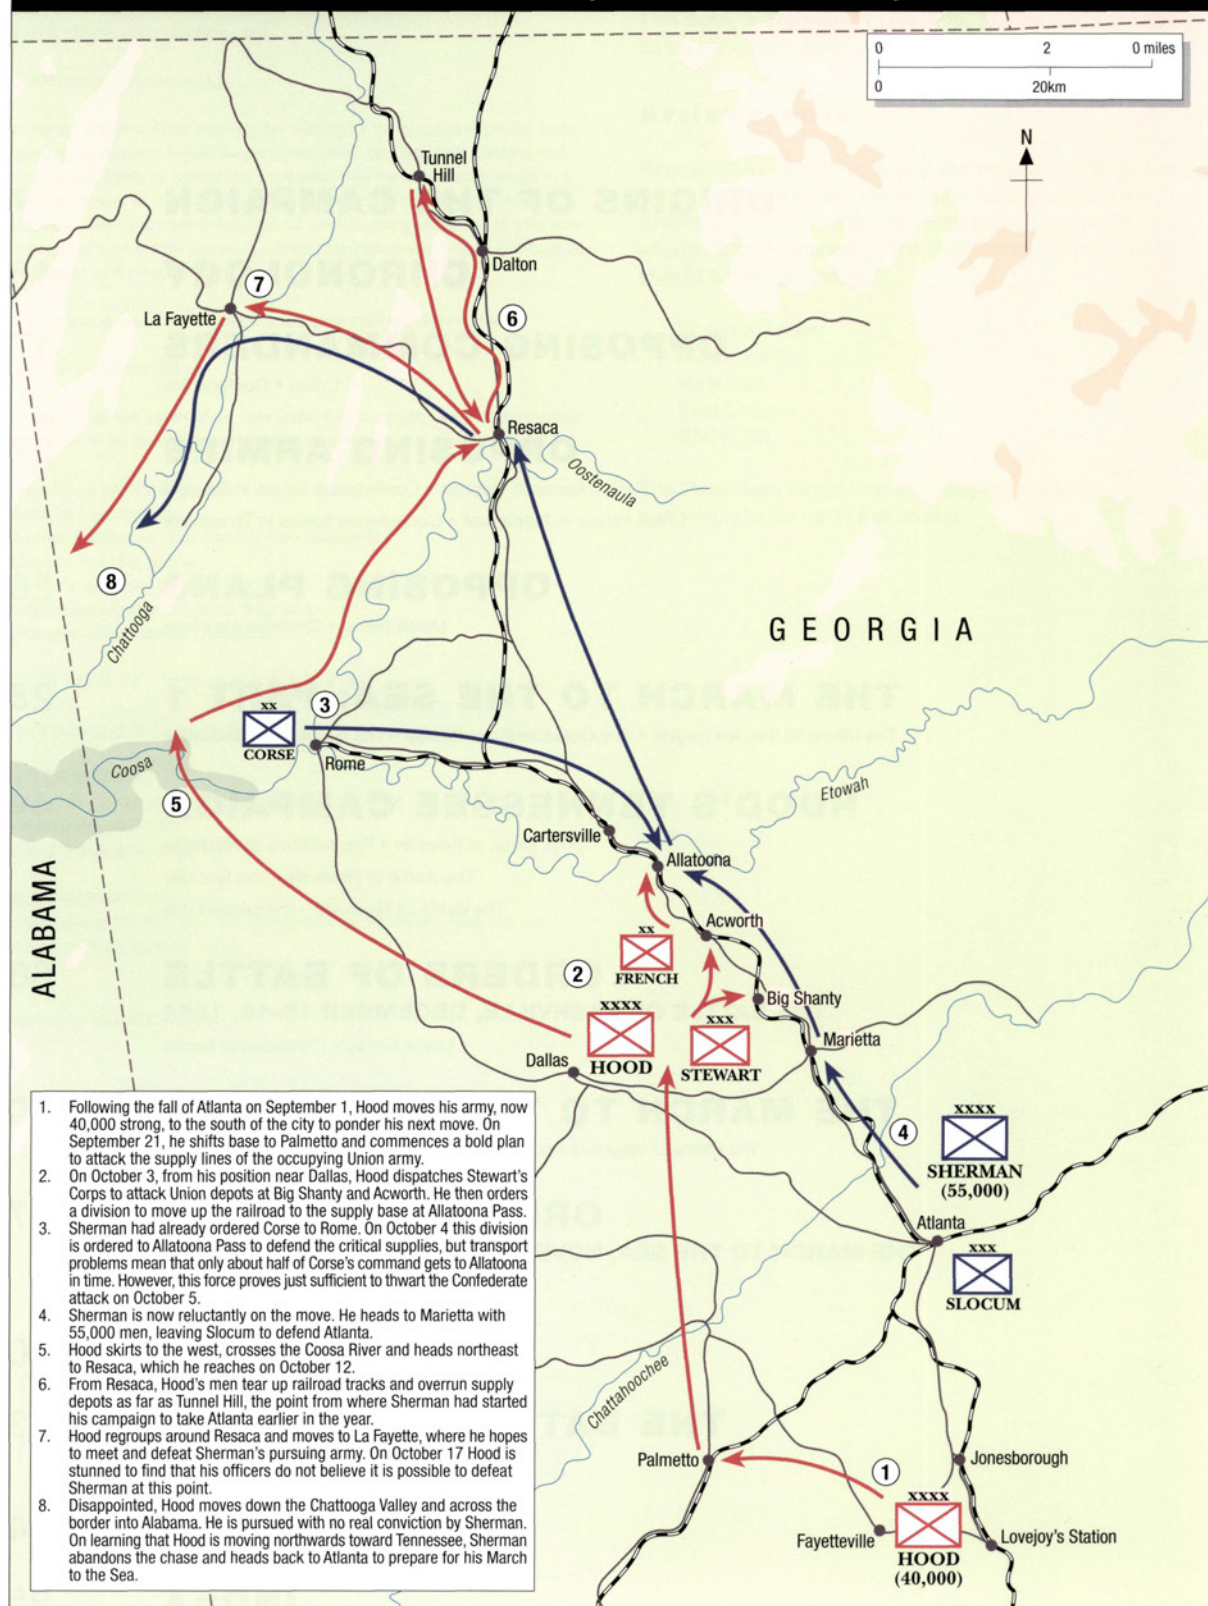 0 2 0 miles
0 20km
N
Tunnel
Hill
Dalton
7
La Fayette
6
Resaca
Oostenaula
8
Chattooga
GEORGIA
3
xx
CORSE
Rome
Coosa
5
Etowah
Cartersville
Allatoona
ALABAMA
Acworth
xx
FRENCH
2
Big Shanty
xxxx
HOOD
xxx
STEWART
Marietta
Dallas
4
xxxx
SHERMAN
(55,000)
Atlanta
xxx
SLOCUM
Chattahoochee
Palmetto
1
Jonesborough
xxxx
HOOD
(40,000)
Fayetteville
Lovejoy's Station
1. Following the fall of Atlanta on September 1, Hood moves his army, now
40,000 strong, to the south of the city to ponder his next move. On
September 21, he shifts base to Palmetto and commences a bold plan
to attack the supply lines of the occupying Union army.
2. On October 3, from his position near Dallas, Hood dispatches Stewart's
Corps to attack Union depots at Big Shanty and Acworth. He then orders
a division to move up the railroad to the supply base at Allatoona Pass.
3. Sherman had already ordered Corse to Rome. On October 4 this division
is ordered to Allatoona Pass to defend the critical supplies, but transport
problems mean that only about half of Corse's command gets to Allatoona
in time. However, this force proves just sufficient to thwart the Confederate
attack on October 5.
4. Sherman is now reluctantly on the move. He heads to Marietta with
55,000 men, leaving Slocum to defend Atlanta.
5. Hood skirts to the west, crosses the Coosa River and heads northeast
to Resaca, which he reaches on October 12.
6. From Resaca, Hood's men tear up railroad tracks and overrun supply
depots as far as Tunnel Hill, the point from where Sherman had started
his campaign to take Atlanta earlier in the year.
7. Hood regroups around Resaca and moves to La Fayette, where he hopes
to meet and defeat Sherman's pursuing army. On October 17 Hood is
stunned to find that his officers do not believe it is possible to defeat
Sherman at this point.
8. Disappointed, Hood moves down the Chattooga Valley and across the
border into Alabama. He is pursued with no real conviction by Sherman.
On learning that Hood is moving northwards toward Tennessee, Sherman
abandons the chase and heads back to Atlanta to prepare for his March
to the Sea.